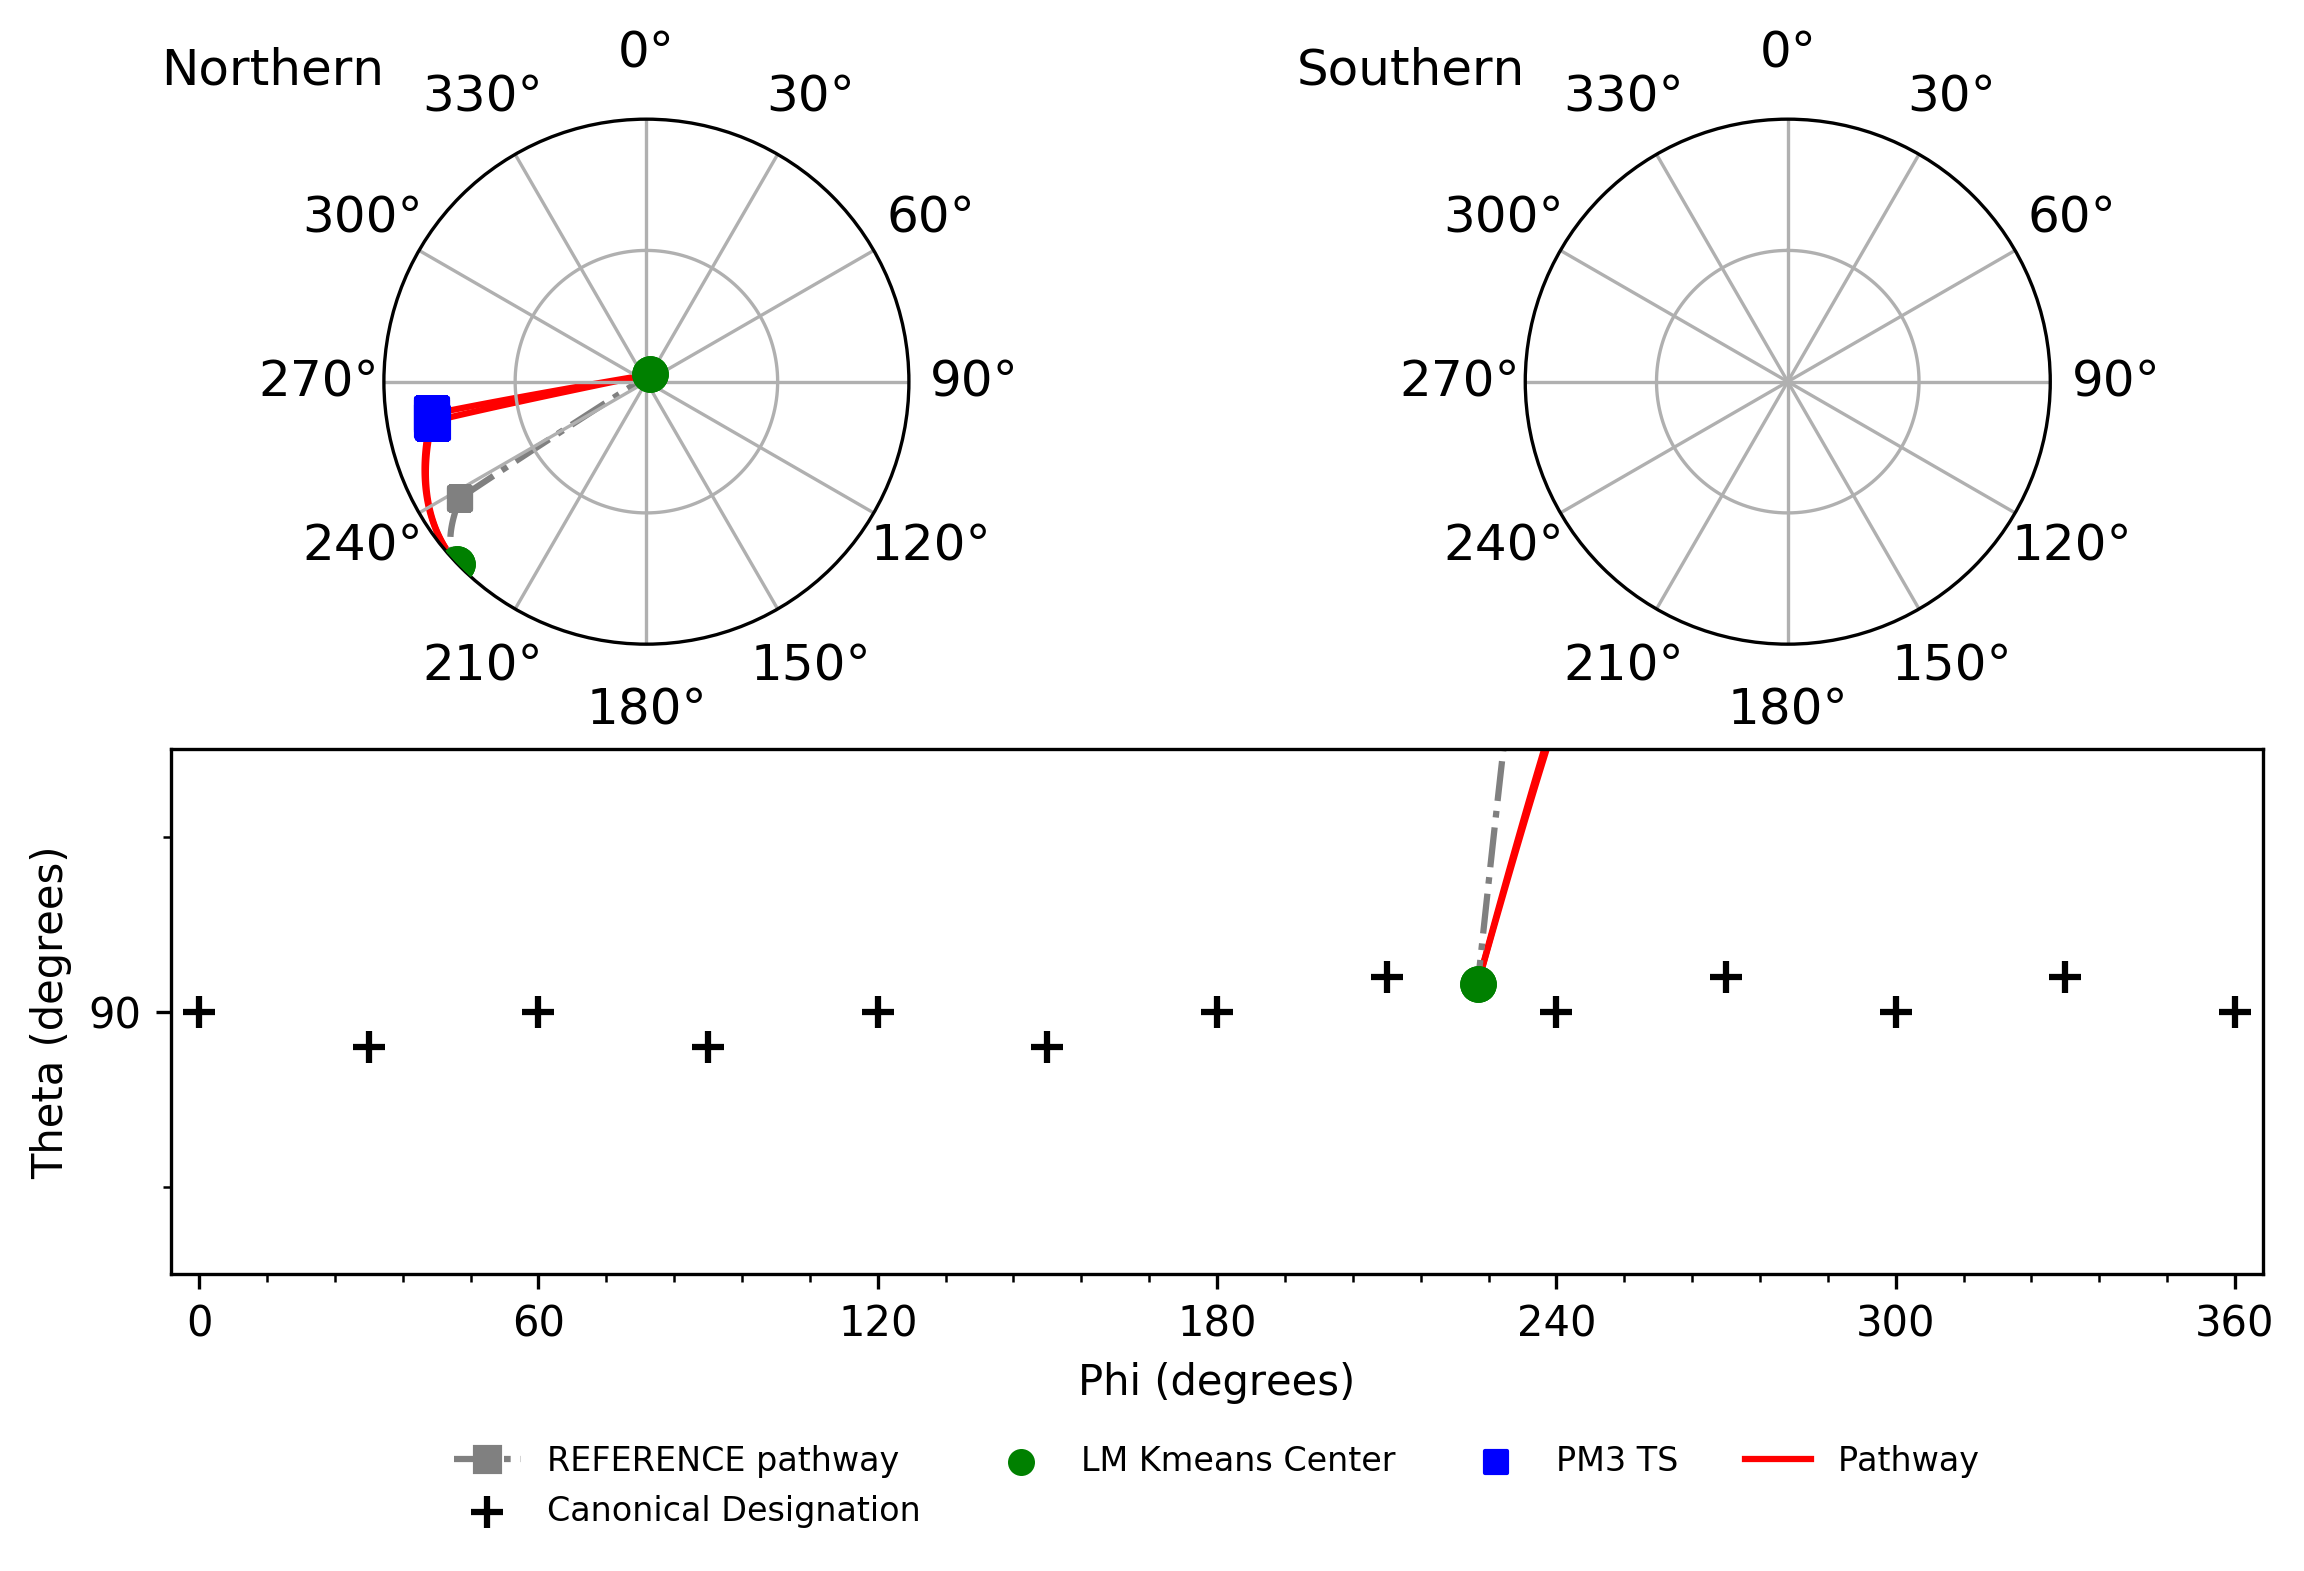 Northern
0°
30°
60°
90°
120°
150°
180°
210°
240°
270°
300°
330°
Southern
0°
30°
60°
90°
120°
150°
180°
210°
240°
270°
300°
330°
Theta (degrees)
90
0 60 120 180 240 300 360
Phi (degrees)
REFERENCE pathway
Canonical Designation
LM Kmeans Center
PM3 TS
Pathway